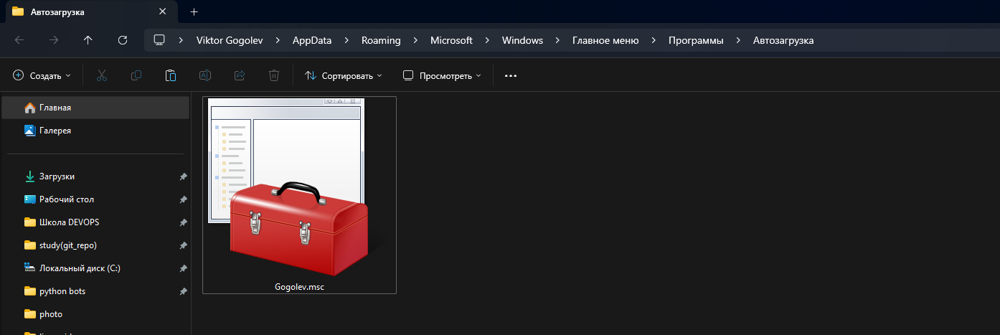 Автозагрузка
Viktor Gogolev > AppData > Roaming > Microsoft > Windows > Главное меню > Программы > Автозагрузка
Создать Сортировать Просмотреть
Главная
Галерея
Загрузки
Рабочий стол
Школа DEVOPS
study(git_repo)
Локальный диск (C:)
python bots
photo
Gogolev.msc